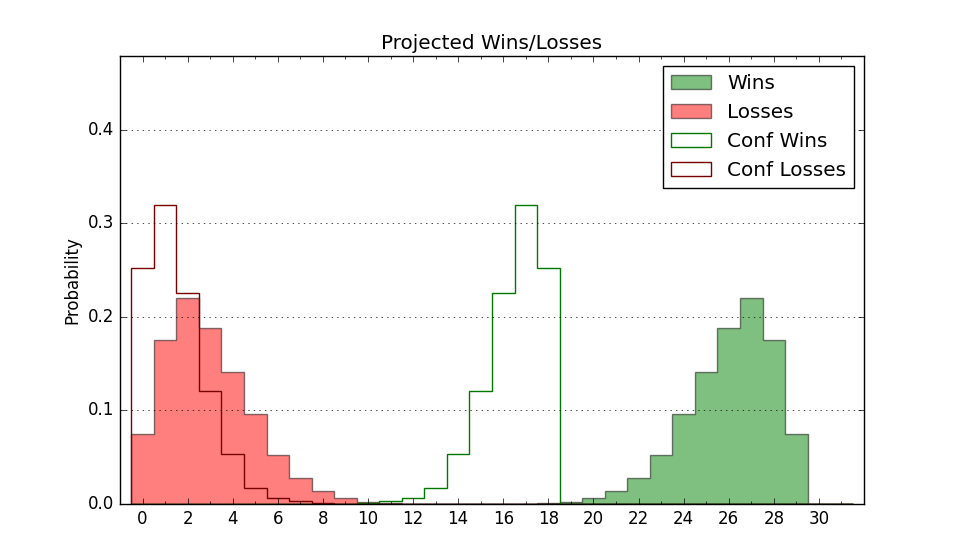 Projected Wins/Losses
Wins
Losses
Conf Wins
Conf Losses
Probability
0.4
0.3
0.2
0.1
0.0
0 2 4 6 8 10 12 14 16 18 20 22 24 26 28 30